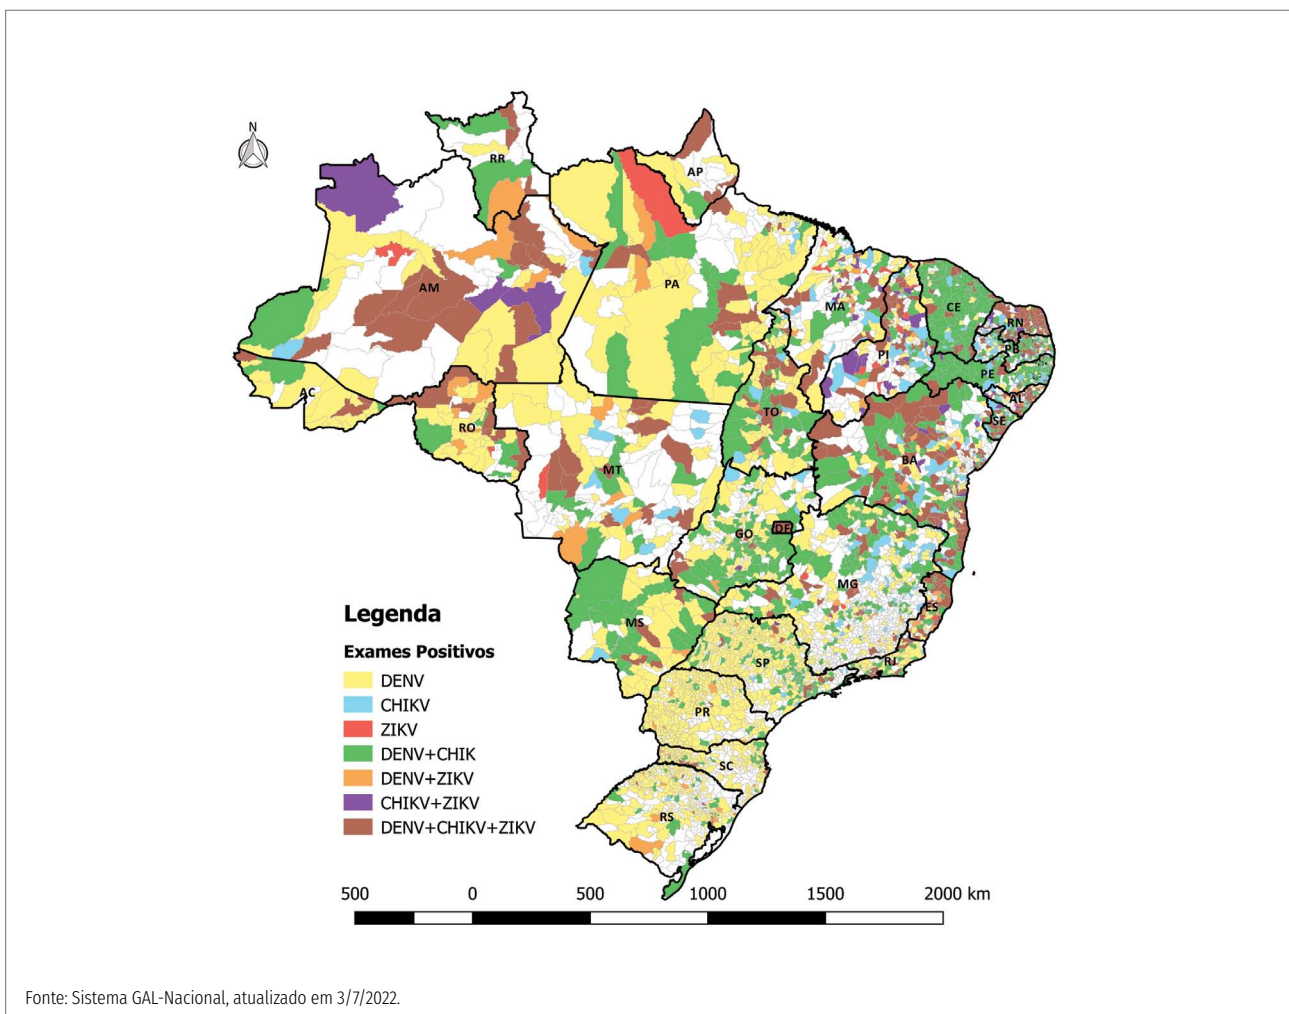 N
RR
AP
AM
PA
MA
CE
RN
PB
PI
PE
AC
AL
TO
SE
RO
BA
MT
DF
GO
MG
ES
MS
SP
RJ
PR
SC
RS
Legenda
Exames Positivos
DENV
CHIKV
ZIKV
DENV+CHIK
DENV+ZIKV
CHIKV+ZIKV
DENV+CHIKV+ZIKV
500 0 500 1000 1500 2000 km
Fonte: Sistema GAL-Nacional, atualizado em 3/7/2022.